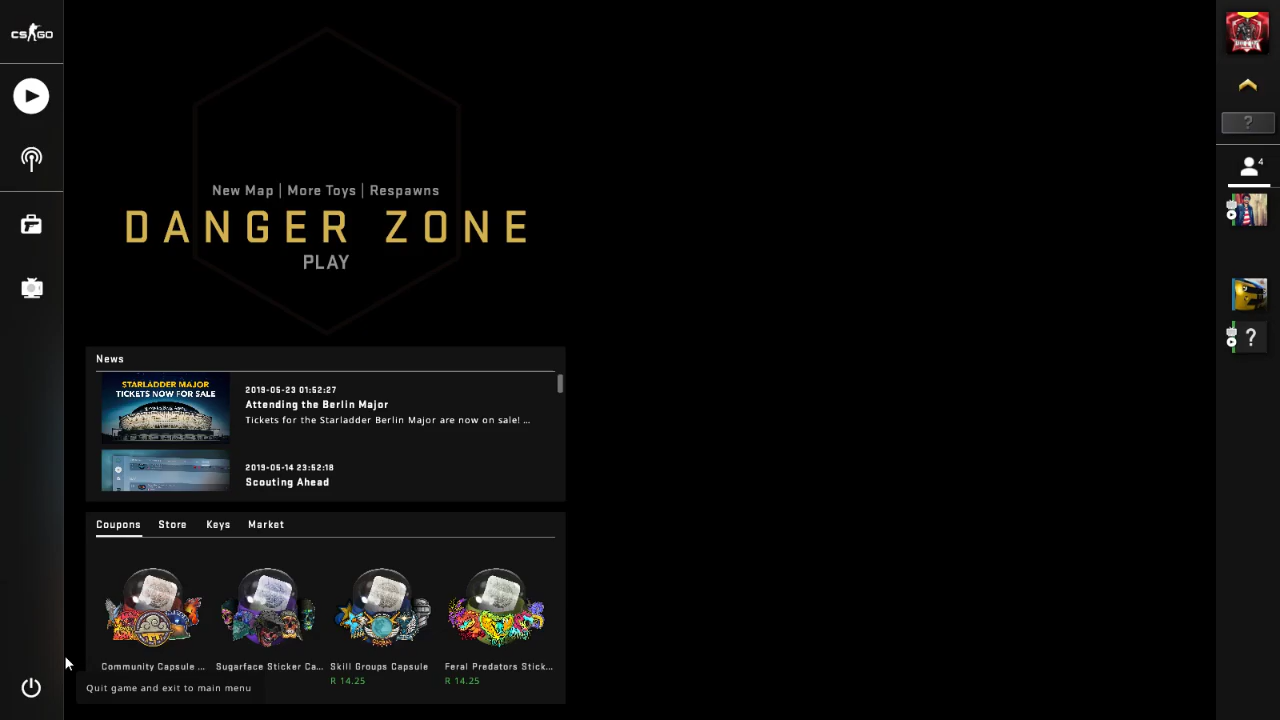 CS GO
New Map | More Toys | Respawns
DANGER ZONE
PLAY
?
4
?
News
STARLADDER MAJOR
TICKETS NOW FOR SALE
2019-05-23 01:52:27
Attending the Berlin Major
Tickets for the Starladder Berlin Major are now on sale! ...
2019-05-14 23:52:18
Scouting Ahead
Coupons Store Keys Market
Community Capsule ... Sugarface Sticker Ca... Skill Groups Capsule Feral Predators Stick...
R 14.25 R 14.25
Quit game and exit to main menu